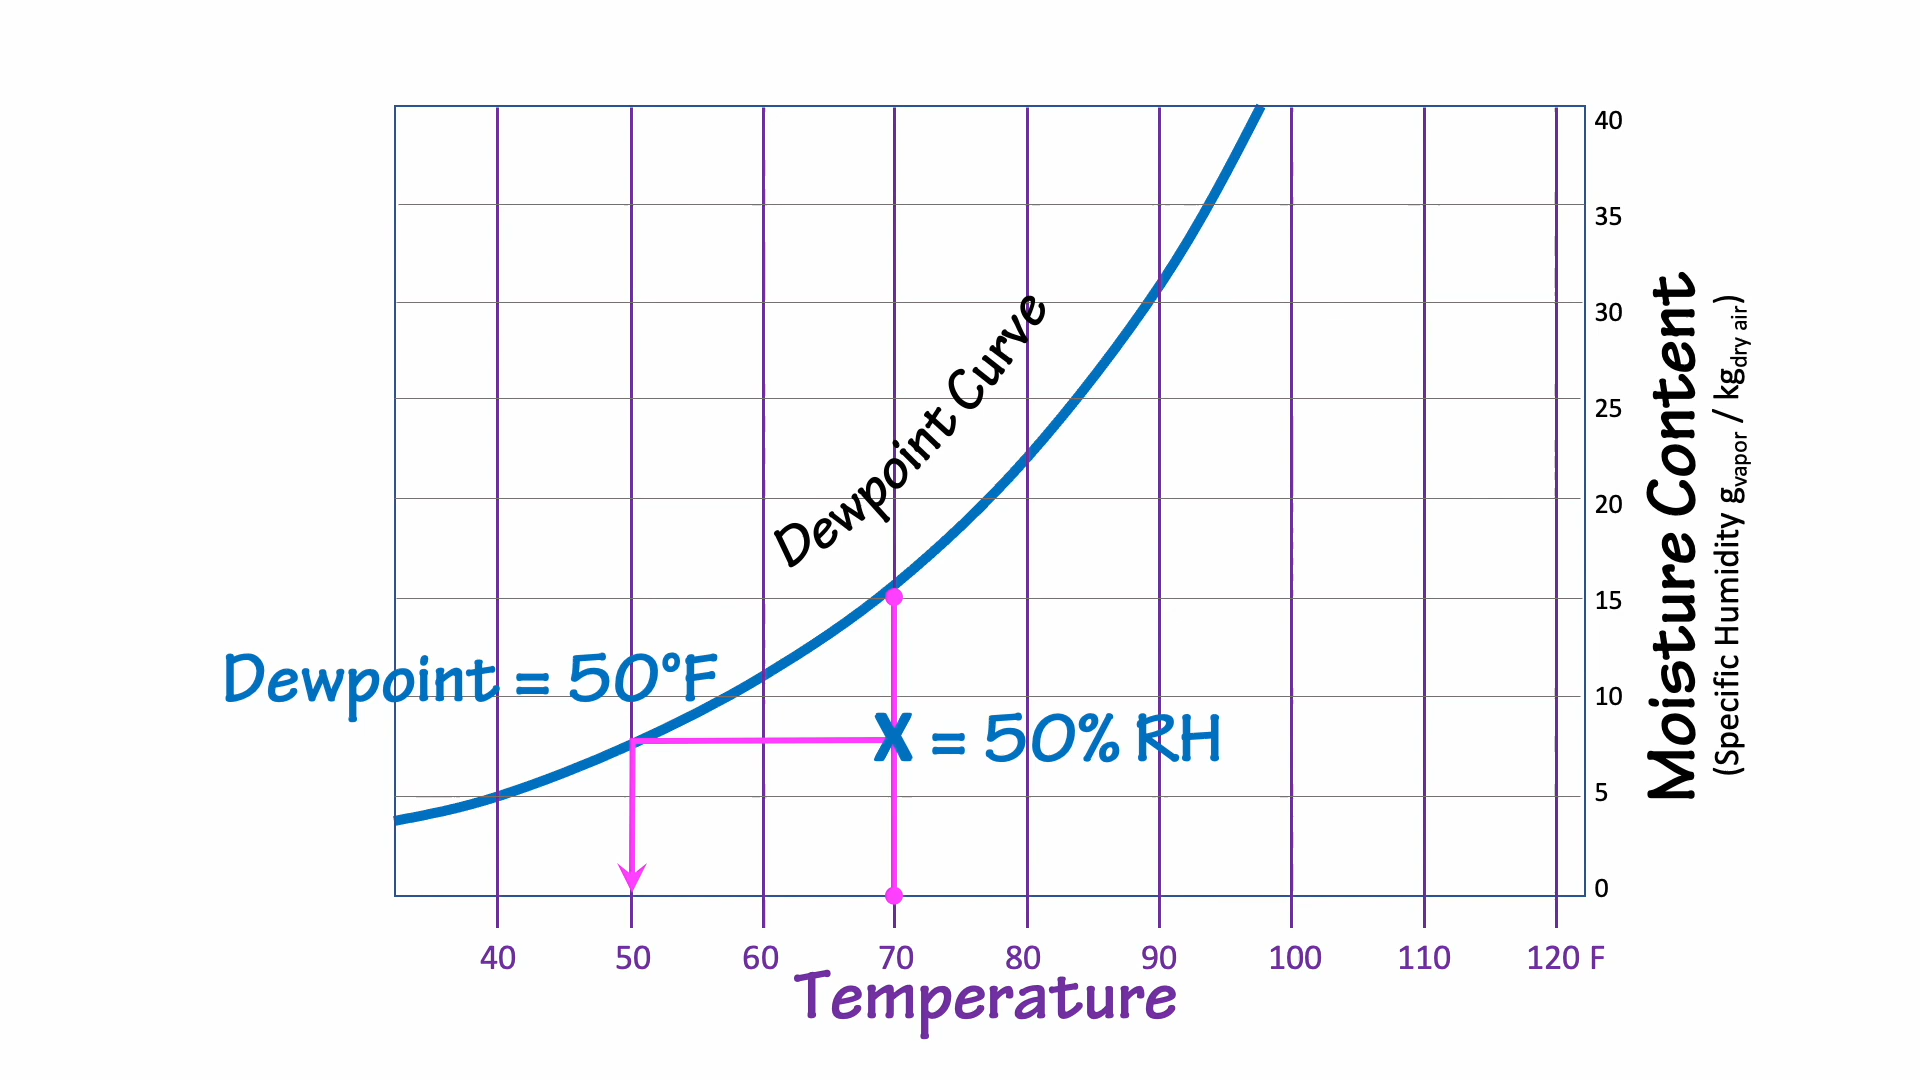 40
35
30
25
20
15
10
5
0
Dewpoint Curve
Dewpoint = 50°F
X = 50% RH
40 50 60 70 80 90 100 110 120 F
Temperature
Moisture Content
(Specific Humidity gvapor / kgdry air)